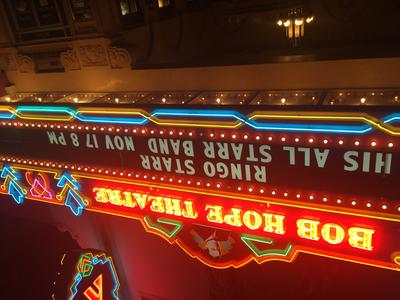 RINGO STARR
HIS ALL STARR BAND NOV 17 8 PM
BOB HOPE THEATRE